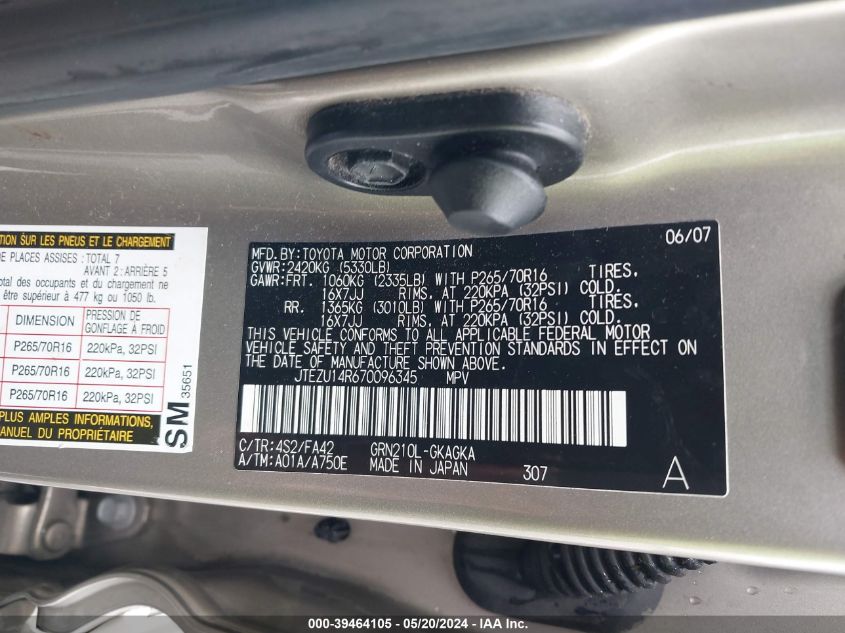 TION SUR LES PNEUS ET LE CHARGEMENT
DE PLACES ASSISES : TOTAL 7
AVANT 2 : ARRIÈRE 5
total des occupants et du chargement ne
être supérieur à 477 kg ou 1050 lb.
DIMENSION
PRESSION DE GONFLAGE À FROID
P265/70R16 220kPa, 32PSI
P265/70R16 220kPa, 32PSI
P265/70R16 220kPa, 32PSI
PLUS AMPLES INFORMATIONS,
MANUEL DU PROPRIÉTAIRE
SM 35651
06/07
MFD. BY:TOYOTA MOTOR CORPORATION
GVWR: 2420KG (5330LB)
GAWR:FRT. 1060KG (2335LB) WITH P265/70R16 TIRES.
16X7JJ RIMS. AT 220KPA (32PSI) COLD.
RR. 1365KG (3010LB) WITH P265/70R16 TIRES.
16X7JJ RIMS. AT 220KPA (32PSI) COLD.
THIS VEHICLE CONFORMS TO ALL APPLICABLE FEDERAL MOTOR
VEHICLE SAFETY AND THEFT PREVENTION STANDARDS IN EFFECT ON
THE DATE OF MANUFACTURE SHOWN ABOVE.
JTEZU14R670096345 MPV
C/TR:4S2/FA42 GRN210L-GKAGKA
A/TM:A01A/A750E MADE IN JAPAN 307 A
000-39464105 - 05/20/2024 - IAA Inc.